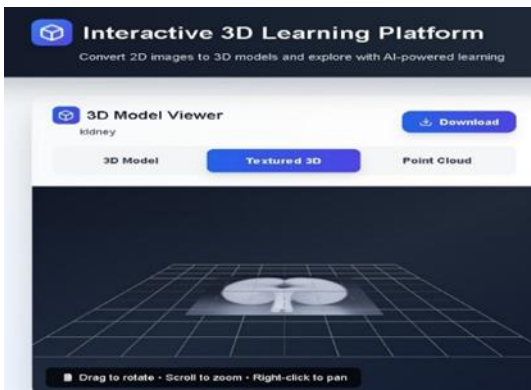 Interactive 3D Learning Platform
Convert 2D images to 3D models and explore with AI-powered learning
3D Model Viewer
kidney
Download
3D Model
Textured 3D
Point Cloud
Drag to rotate • Scroll to zoom • Right-click to pan